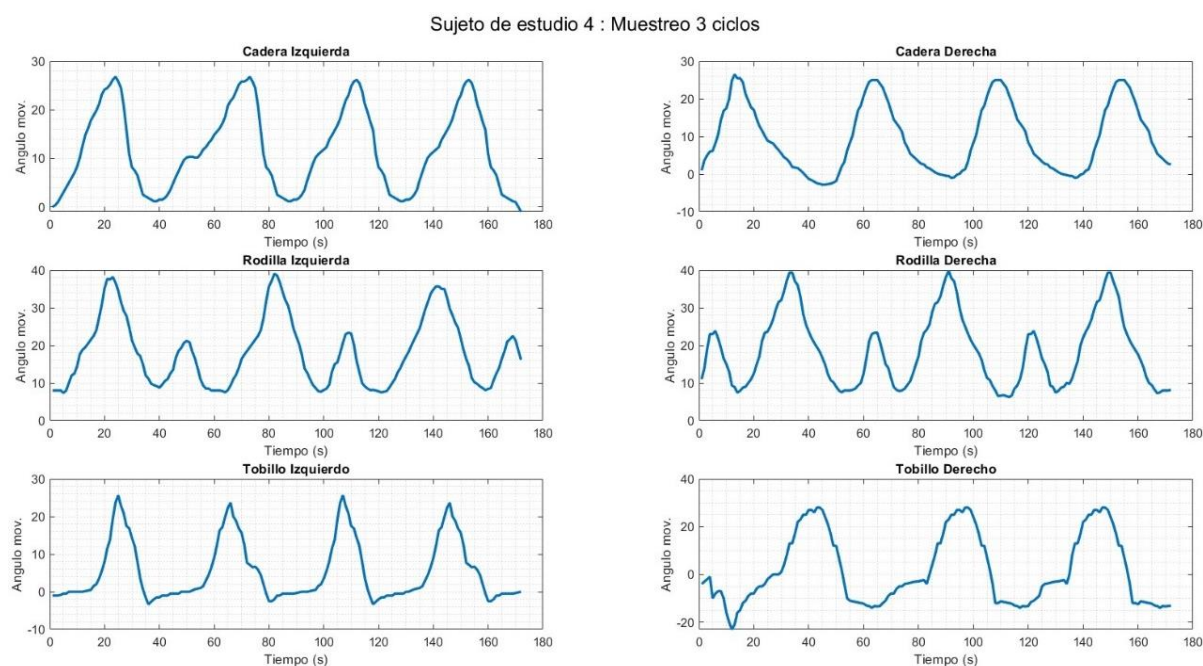 Sujeto de estudio 4 : Muestreo 3 ciclos
Cadera Izquierda
30
20
10
0
Angulo mov.
0 20 40 60 80 100 120 140 160 180
Tiempo (s)
Cadera Derecha
30
20
10
0
-10
Angulo mov.
0 20 40 60 80 100 120 140 160 180
Tiempo (s)
Rodilla Izquierda
40
30
20
10
0
Angulo mov.
0 20 40 60 80 100 120 140 160 180
Tiempo (s)
Rodilla Derecha
40
30
20
10
0
Angulo mov.
0 20 40 60 80 100 120 140 160 180
Tiempo (s)
Tobillo Izquierdo
30
20
10
0
-10
Angulo mov.
0 20 40 60 80 100 120 140 160 180
Tiempo (s)
Tobillo Derecho
40
20
0
-20
Angulo mov.
0 20 40 60 80 100 120 140 160 180
Tiempo (s)